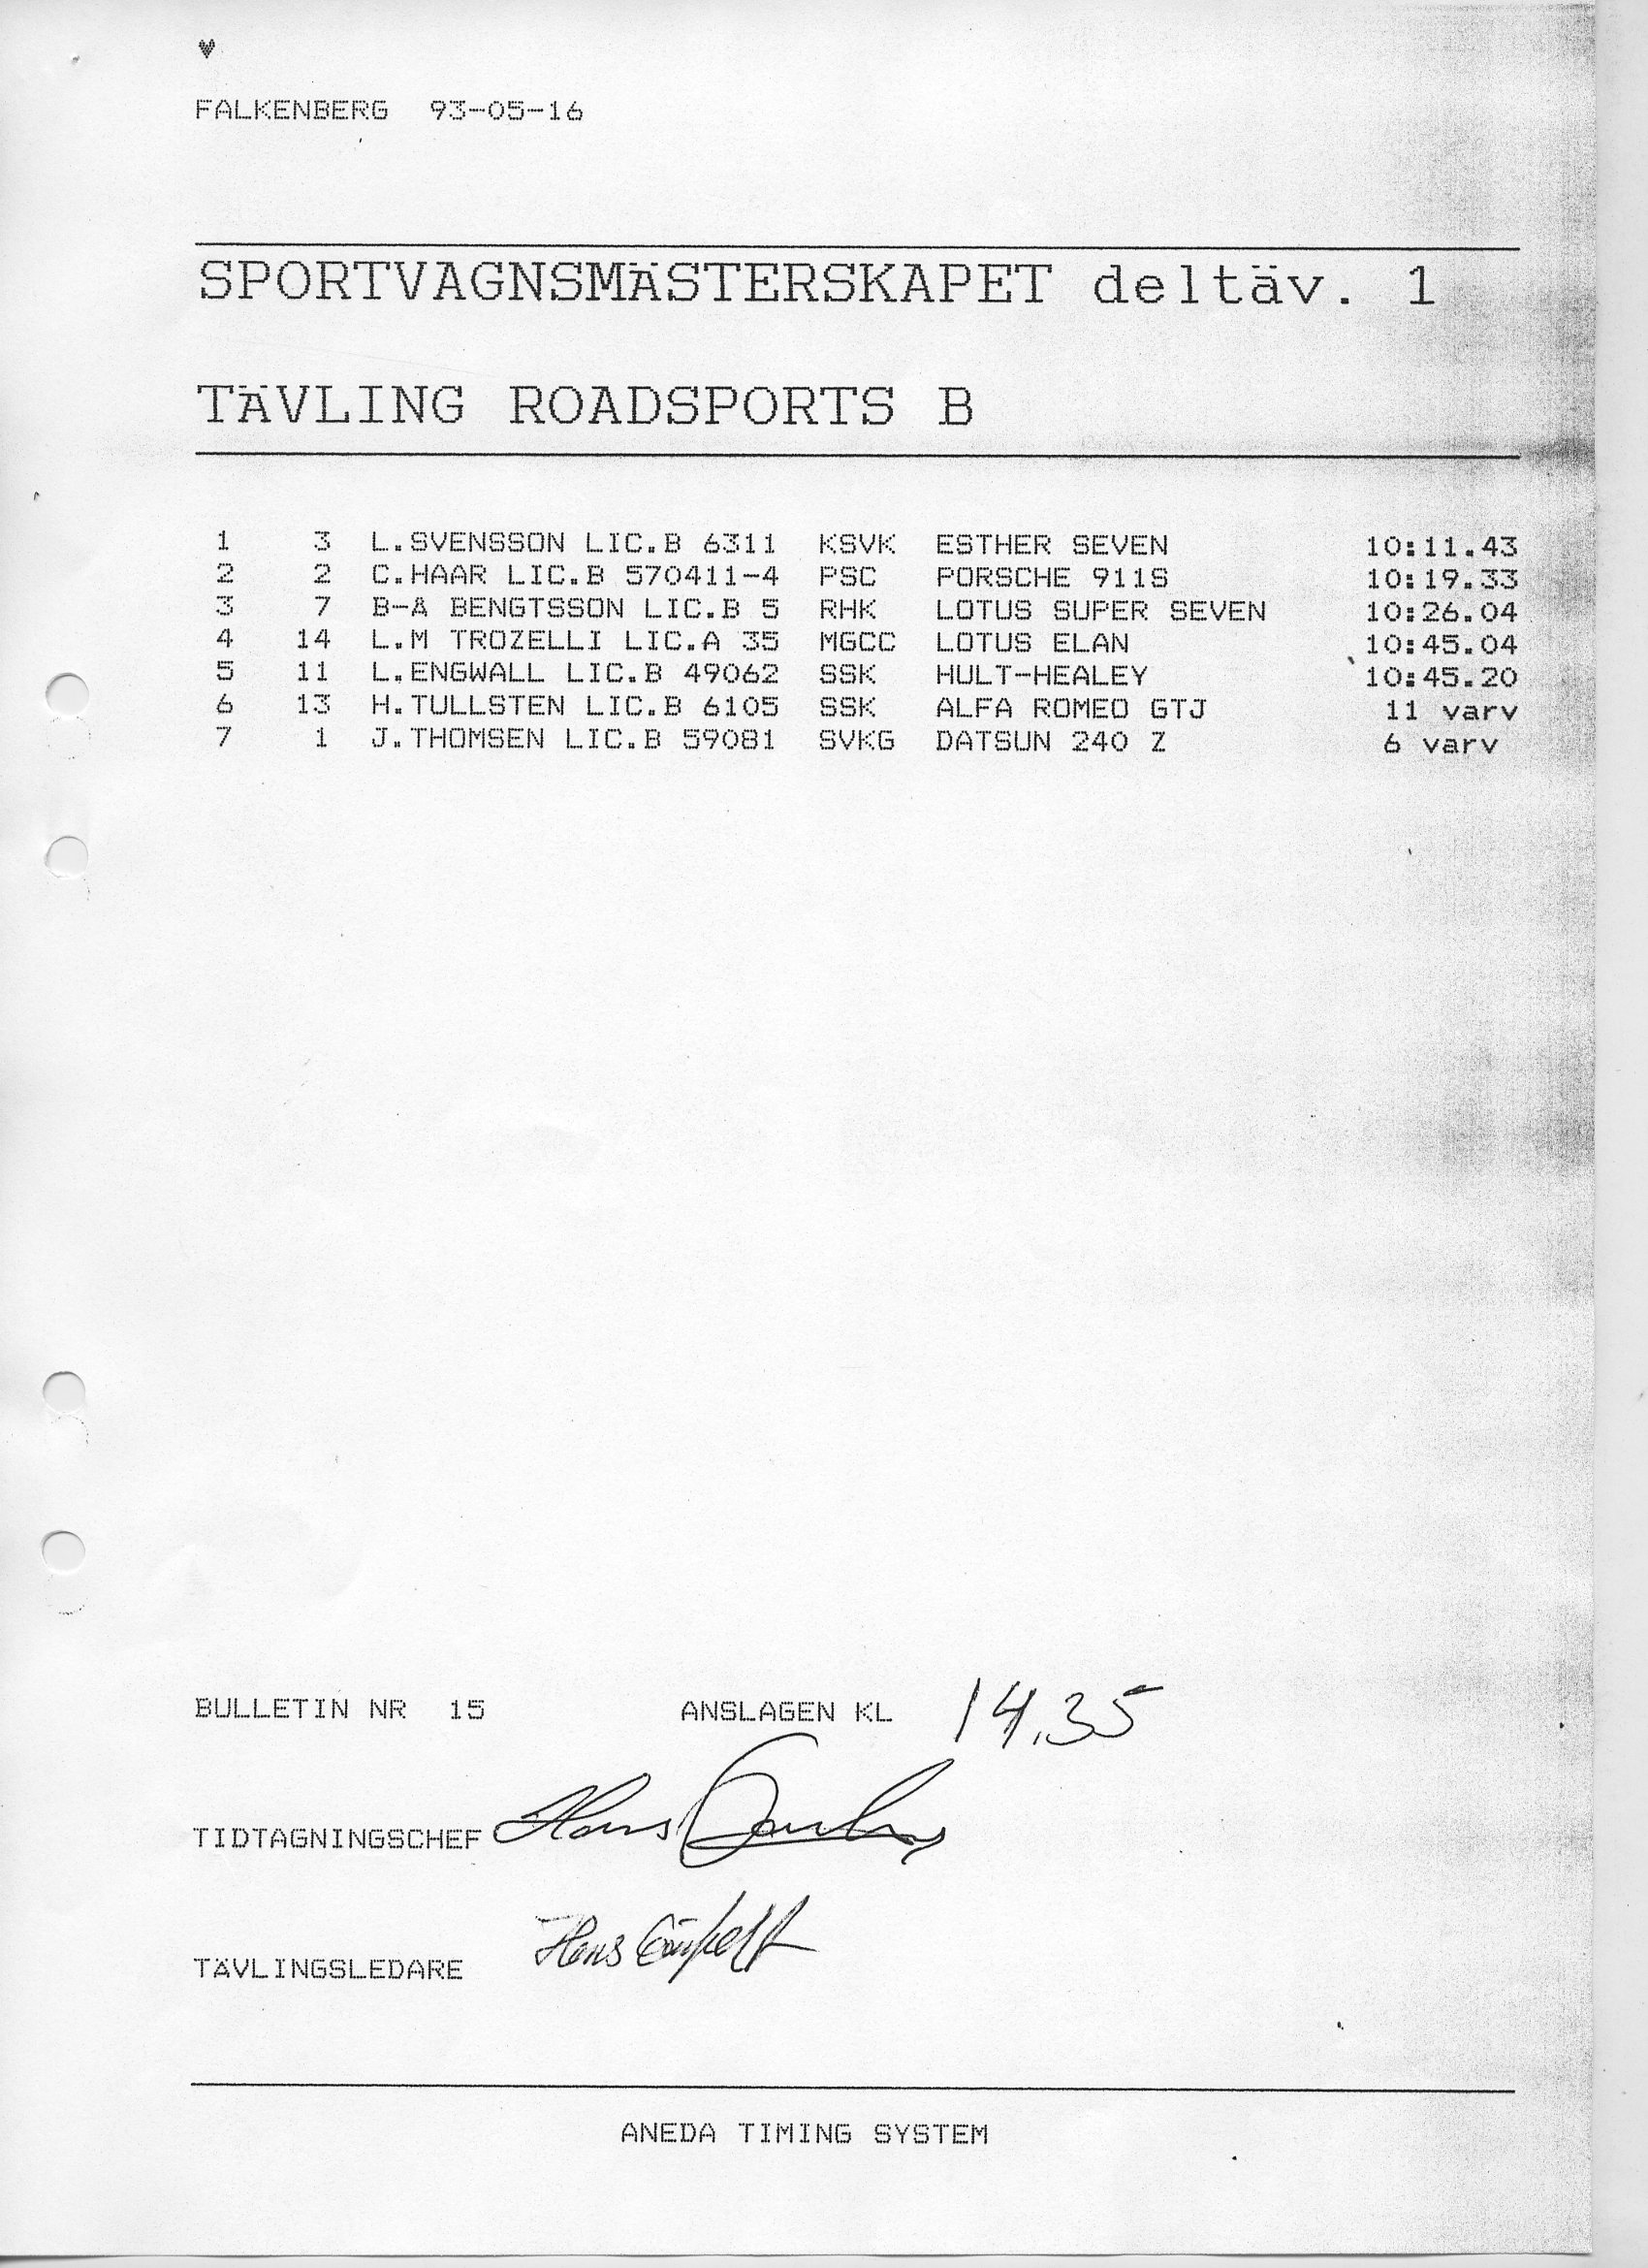 ♥
FALKENBERG 93-05-16
SPORTVAGNSMÄSTERSKAPET deltäv. 1
TÄVLING ROADSPORTS B
1 3 L.SVENSSON LIC.B 6311 KSVK ESTHER SEVEN 10:11.43
2 2 C.HAAR LIC.B 570411-4 PSC PORSCHE 911S 10:19.33
3 7 B-Å BENGTSSON LIC.B 5 RHK LOTUS SUPER SEVEN 10:26.04
4 14 L.M TROZELLI LIC.A 35 MGCC LOTUS ELAN 10:45.04
5 11 L.ENGWALL LIC.B 49062 SSK HULT-HEALEY 10:45.20
6 13 H.TULLSTEN LIC.B 6105 SSK ALFA ROMEO GTJ 11 varv
7 1 J.THOMSEN LIC.B 59081 SVKG DATSUN 240 Z 6 varv
BULLETIN NR 15 ANSLAGEN KL 14.35
TIDTAGNINGSCHEF Hans
TÄVLINGSLEDARE Hans
ANEDA TIMING SYSTEM